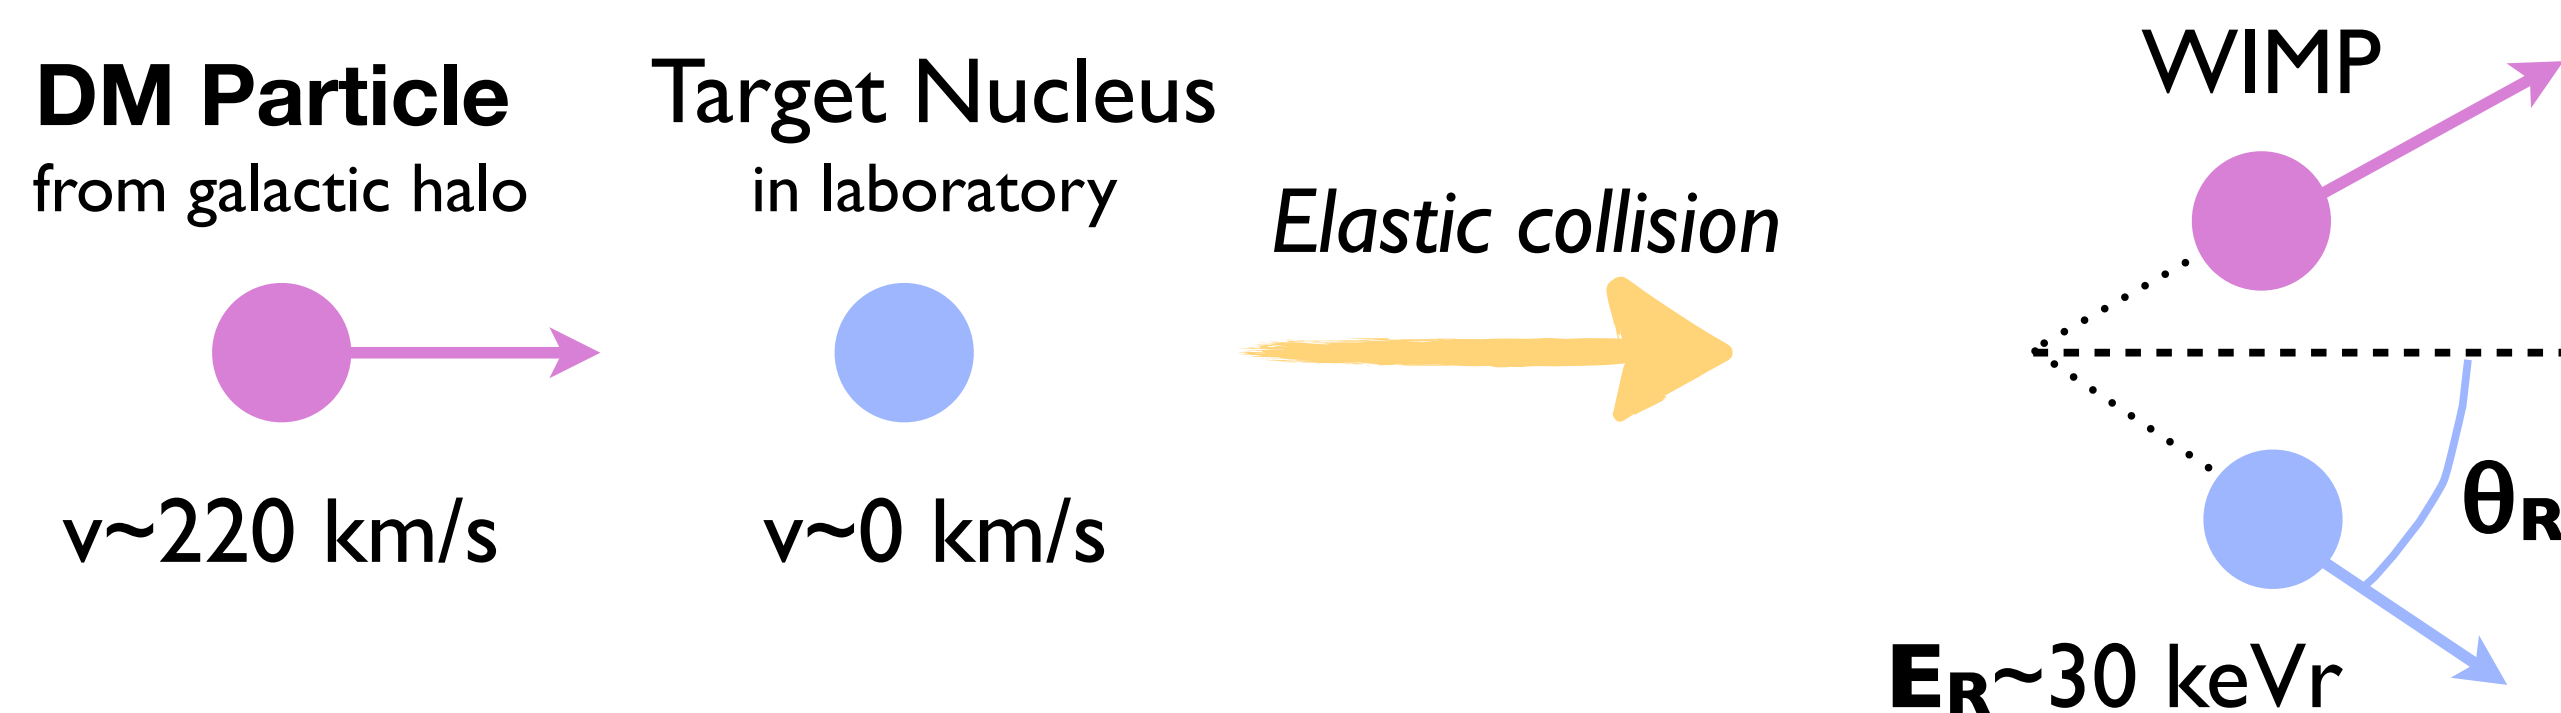 DM Particle
from galactic halo
v~220 km/s
Target Nucleus
in laboratory
v~0 km/s
Elastic collision
WIMP
θR
ER~30 keVr